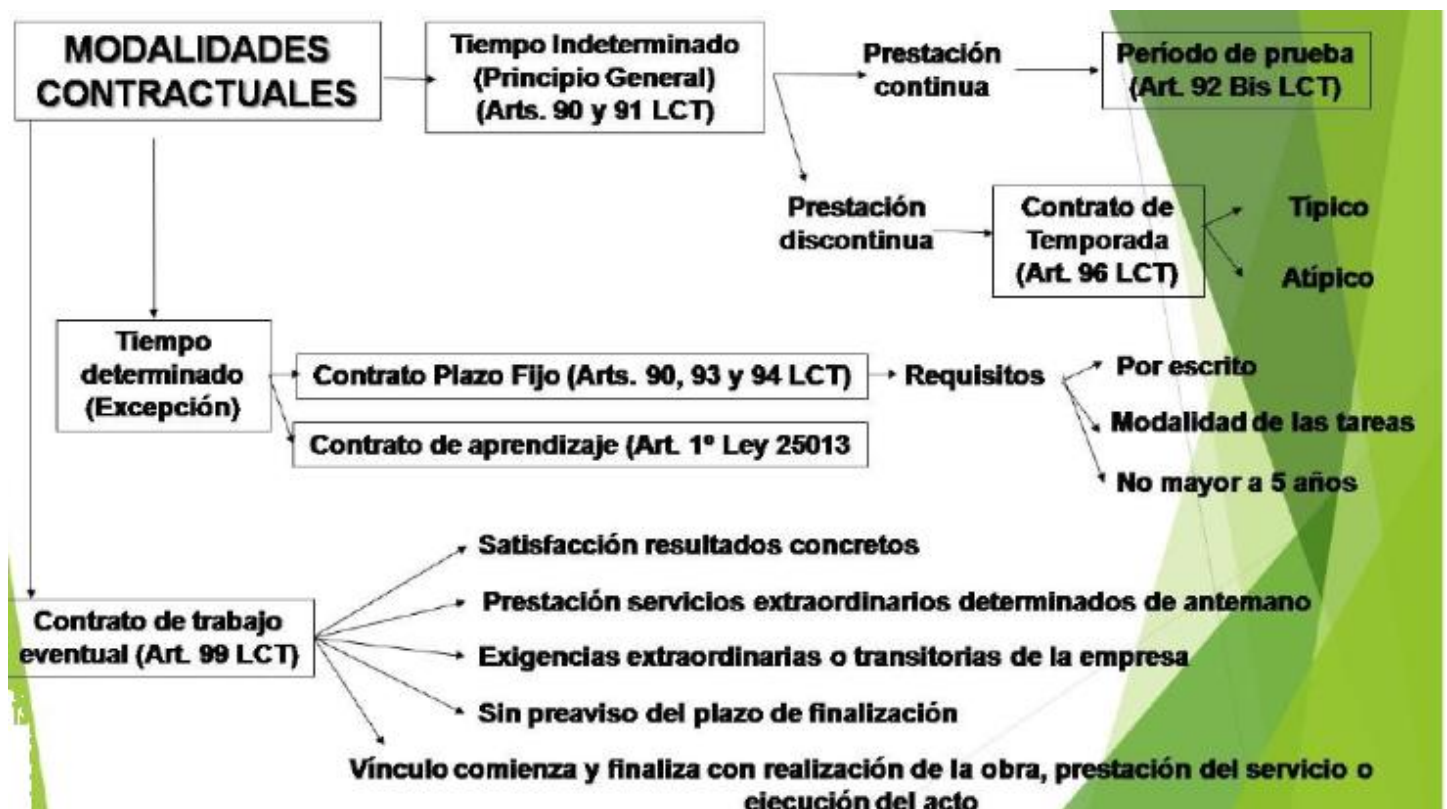 MODALIDADES
CONTRACTUALES
Tiempo Indeterminado
(Principio General)
(Arts. 90 y 91 LCT)
Prestación
continua
Período de prueba
(Art. 92 Bis LCT)
Prestación
discontinua
Contrato de
Temporada
(Art. 96 LCT)
Típico
Atípico
Tiempo
determinado
(Excepción)
Contrato Plazo Fijo (Arts. 90, 93 y 94 LCT)
Requisitos
Por escrito
Modalidad de las tareas
No mayor a 5 años
Contrato de aprendizaje (Art. 1º Ley 25013
Contrato de trabajo
eventual (Art. 99 LCT)
Satisfacción resultados concretos
Prestación servicios extraordinarios determinados de antemano
Exigencias extraordinarias o transitorias de la empresa
Sin preaviso del plazo de finalización
Vínculo comienza y finaliza con realización de la obra, prestación del servicio o
ejecución del acto